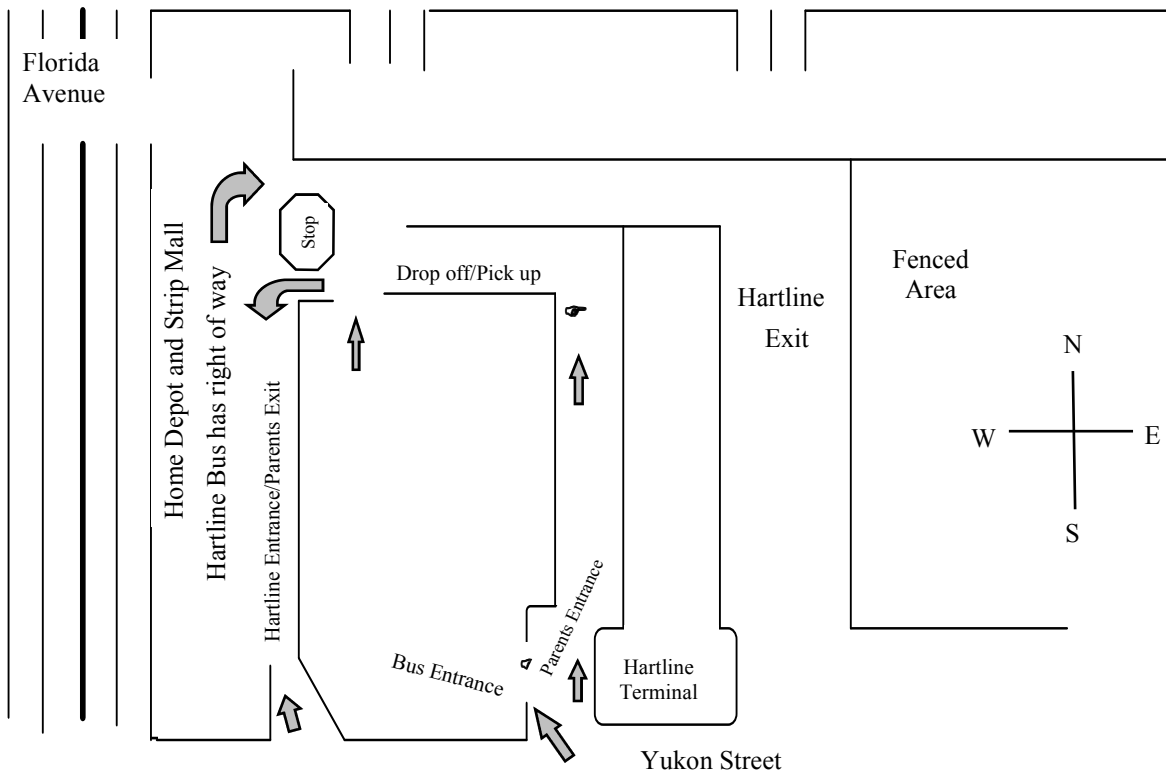 Florida
Avenue
Home Depot and Strip Mall
Hartline Bus has right of way
Stop
Drop off/Pick up
Hartline Entrance/Parents Exit
Hartline
Exit
Fenced
Area
N
W
E
S
Bus Entrance
Parents Entrance
Hartline
Terminal
Yukon Street